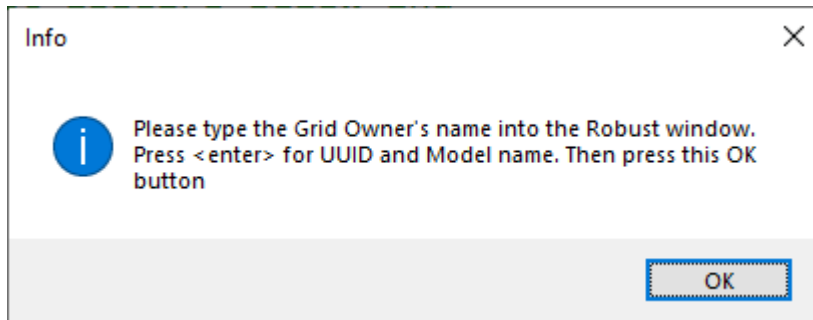 Info
Please type the Grid Owner's name into the Robust window.
Press <enter> for UUID and Model name. Then press this OK
button
OK